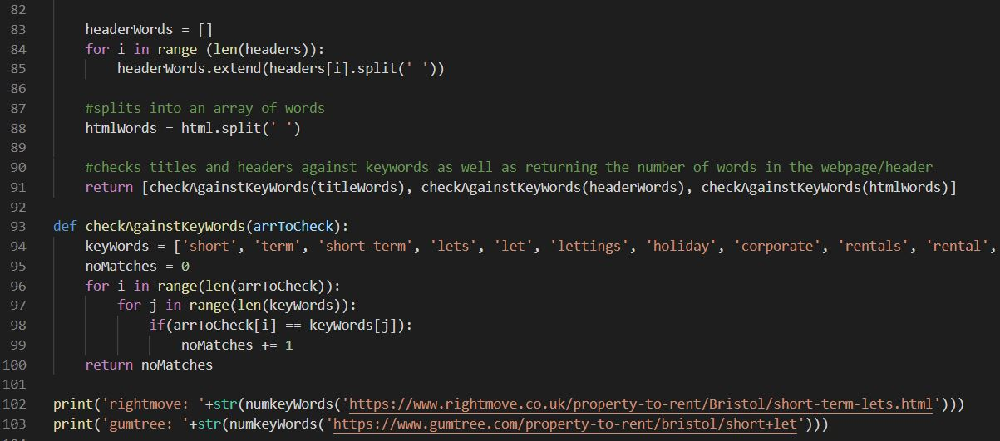 82
83 headerWords = []
84 for i in range (len(headers)):
85 headerWords.extend(headers[i].split(' '))
86
87 #splits into an array of words
88 htmlWords = html.split(' ')
89
90 #checks titles and headers against keywords as well as returning the number of words in the webpage/header
91 return [checkAgainstKeyWords(titleWords), checkAgainstKeyWords(headerWords), checkAgainstKeyWords(htmlWords)]
92
93 def checkAgainstKeyWords(arrToCheck):
94 keyWords = ['short', 'term', 'short-term', 'lets', 'let', 'lettings', 'holiday', 'corporate', 'rentals', 'rental',
95 noMatches = 0
96 for i in range(len(arrToCheck)):
97 for j in range(len(keyWords)):
98 if(arrToCheck[i] == keyWords[j]):
99 noMatches += 1
100 return noMatches
101
102 print('rightmove: '+str(numkeyWords('https://www.rightmove.co.uk/property-to-rent/Bristol/short-term-lets.html')))
103 print('gumtree: '+str(numkeyWords('https://www.gumtree.com/property-to-rent/bristol/short+let')))